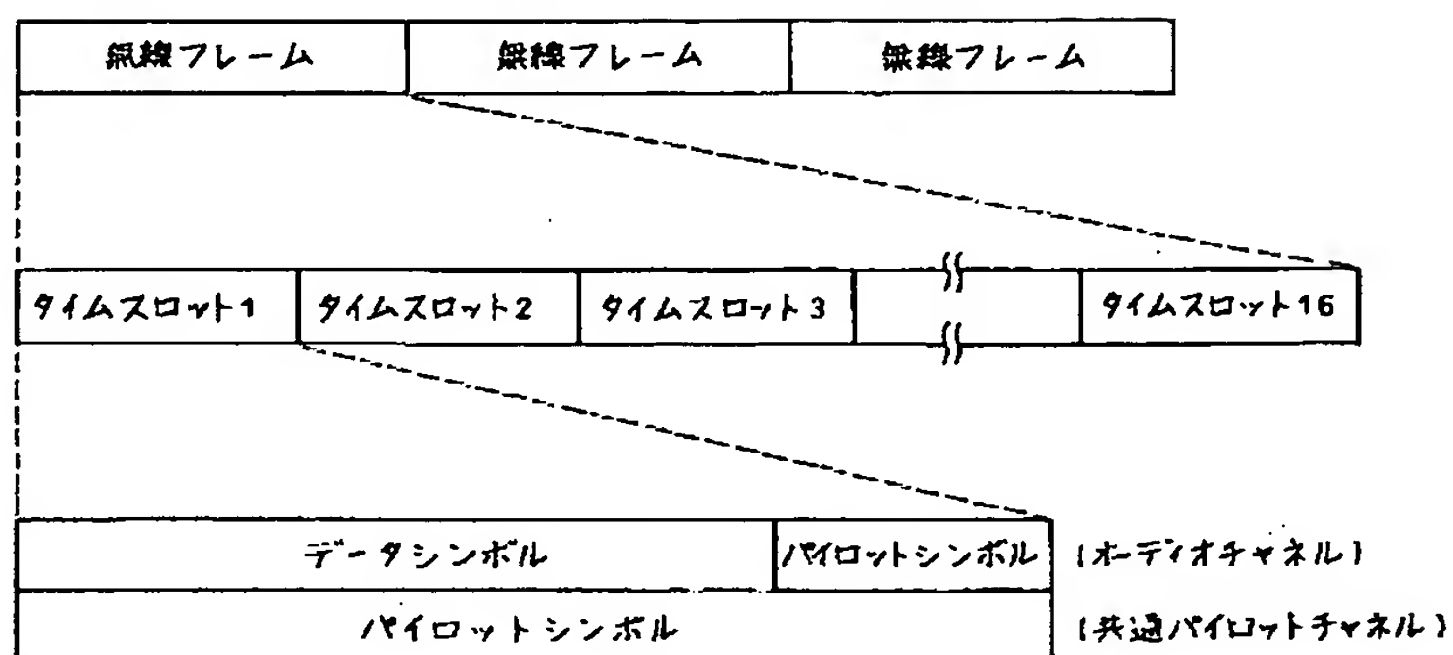 無線フレーム 無線フレーム 無線フレーム
タイムスロット1 タイムスロット2 タイムスロット3 タイムスロット16
データシンボル パイロットシンボル (オーディオチャネル)
パイロットシンボル (共通パイロットチャネル)